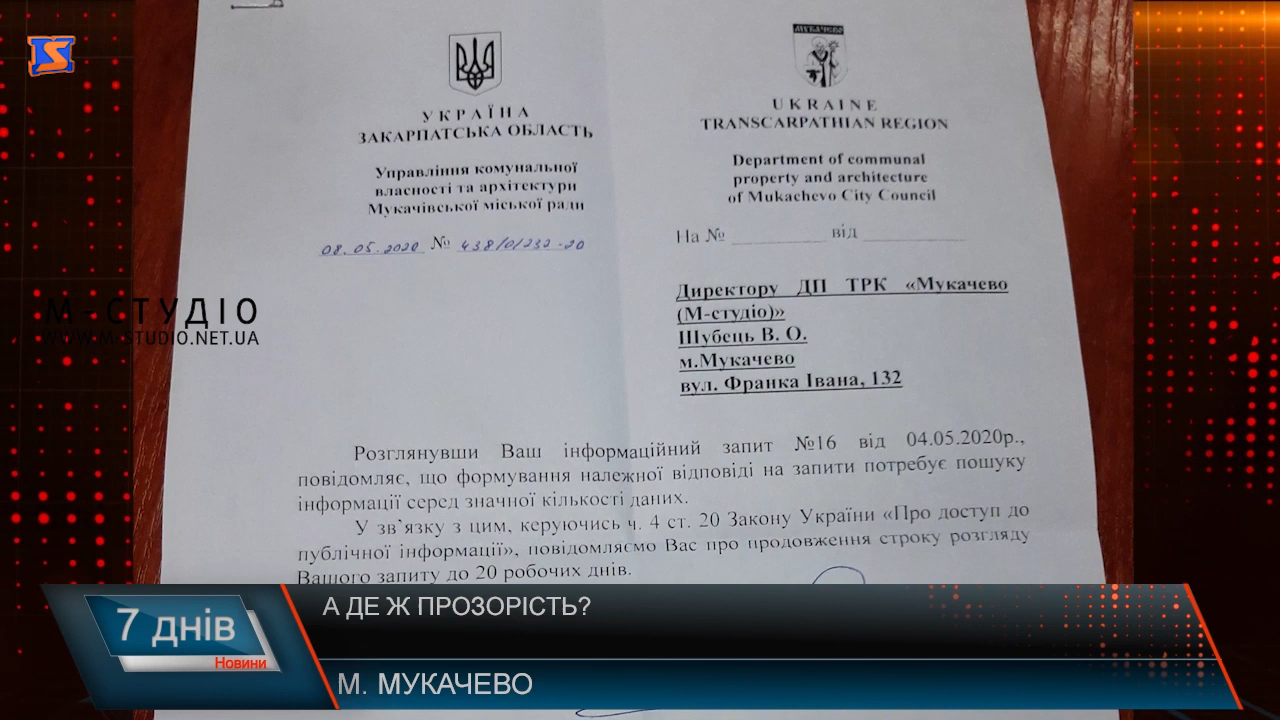 МУКАЧЕВО
УКРАЇНА
ЗАКАРПАТСЬКА ОБЛАСТЬ
Управління комунальної
власності та архітектури
Мукачівської міської ради
08.05.2020 № 438/0/232-20
UKRAINE
TRANSCARPATHIAN REGION
Department of communal
property and architecture
of Mukachevo City Council
На № ____________ від ____________
Директору ДП ТРК «Мукачево
(М-студіо)»
Шубець В. О.
м.Мукачево
вул. Франка Івана, 132
М-СТУДІО
WWW.M-STUDIO.NET.UA
Розглянувши Ваш інформаційний запит №16 від 04.05.2020р.,
повідомляє, що формування належної відповіді на запити потребує пошуку
інформації серед значної кількості даних.
У зв’язку з цим, керуючись ч. 4 ст. 20 Закону України «Про доступ до
публічної інформації», повідомляємо Вас про продовження строку розгляду
Вашого запиту до 20 робочих днів.
7 днів
Новини
А ДЕ Ж ПРОЗОРІСТЬ?
М. МУКАЧЕВО